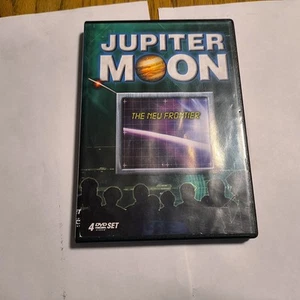 JUPITER
MOON
THE NEW FRONTIER
4 DVD SET